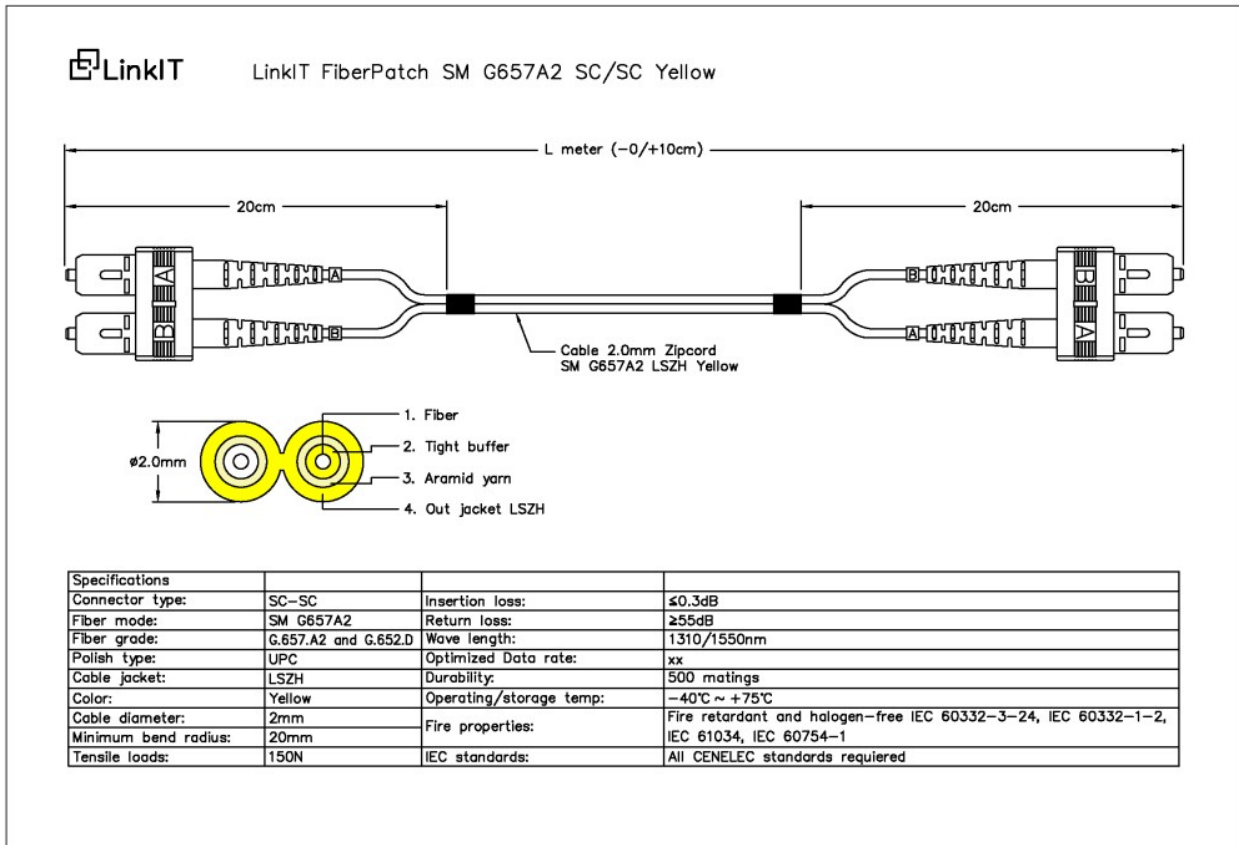 LinkIT
LinkIT FiberPatch SM G657A2 SC/SC Yellow
L meter (-0/+10cm)
20cm
20cm
A
A
B
B
B
B
A
A
Cable 2.0mm Zipcord
SM G657A2 LSZH Yellow
ø2.0mm
1. Fiber
2. Tight buffer
3. Aramid yarn
4. Out jacket LSZH
Specifications
Connector type: SC-SC Insertion loss: ≤0.3dB
Fiber mode: SM G657A2 Return loss: ≥55dB
Fiber grade: G.657.A2 and G.652.D Wave length: 1310/1550nm
Polish type: UPC Optimized Data rate: xx
Cable jacket: LSZH Durability: 500 matings
Color: Yellow Operating/storage temp: -40℃ ~ +75℃
Cable diameter: 2mm Fire properties: Fire retardant and halogen-free IEC 60332-3-24, IEC 60332-1-2,
Minimum bend radius: 20mm IEC 61034, IEC 60754-1
Tensile loads: 150N IEC standards: All CENELEC standards requiered